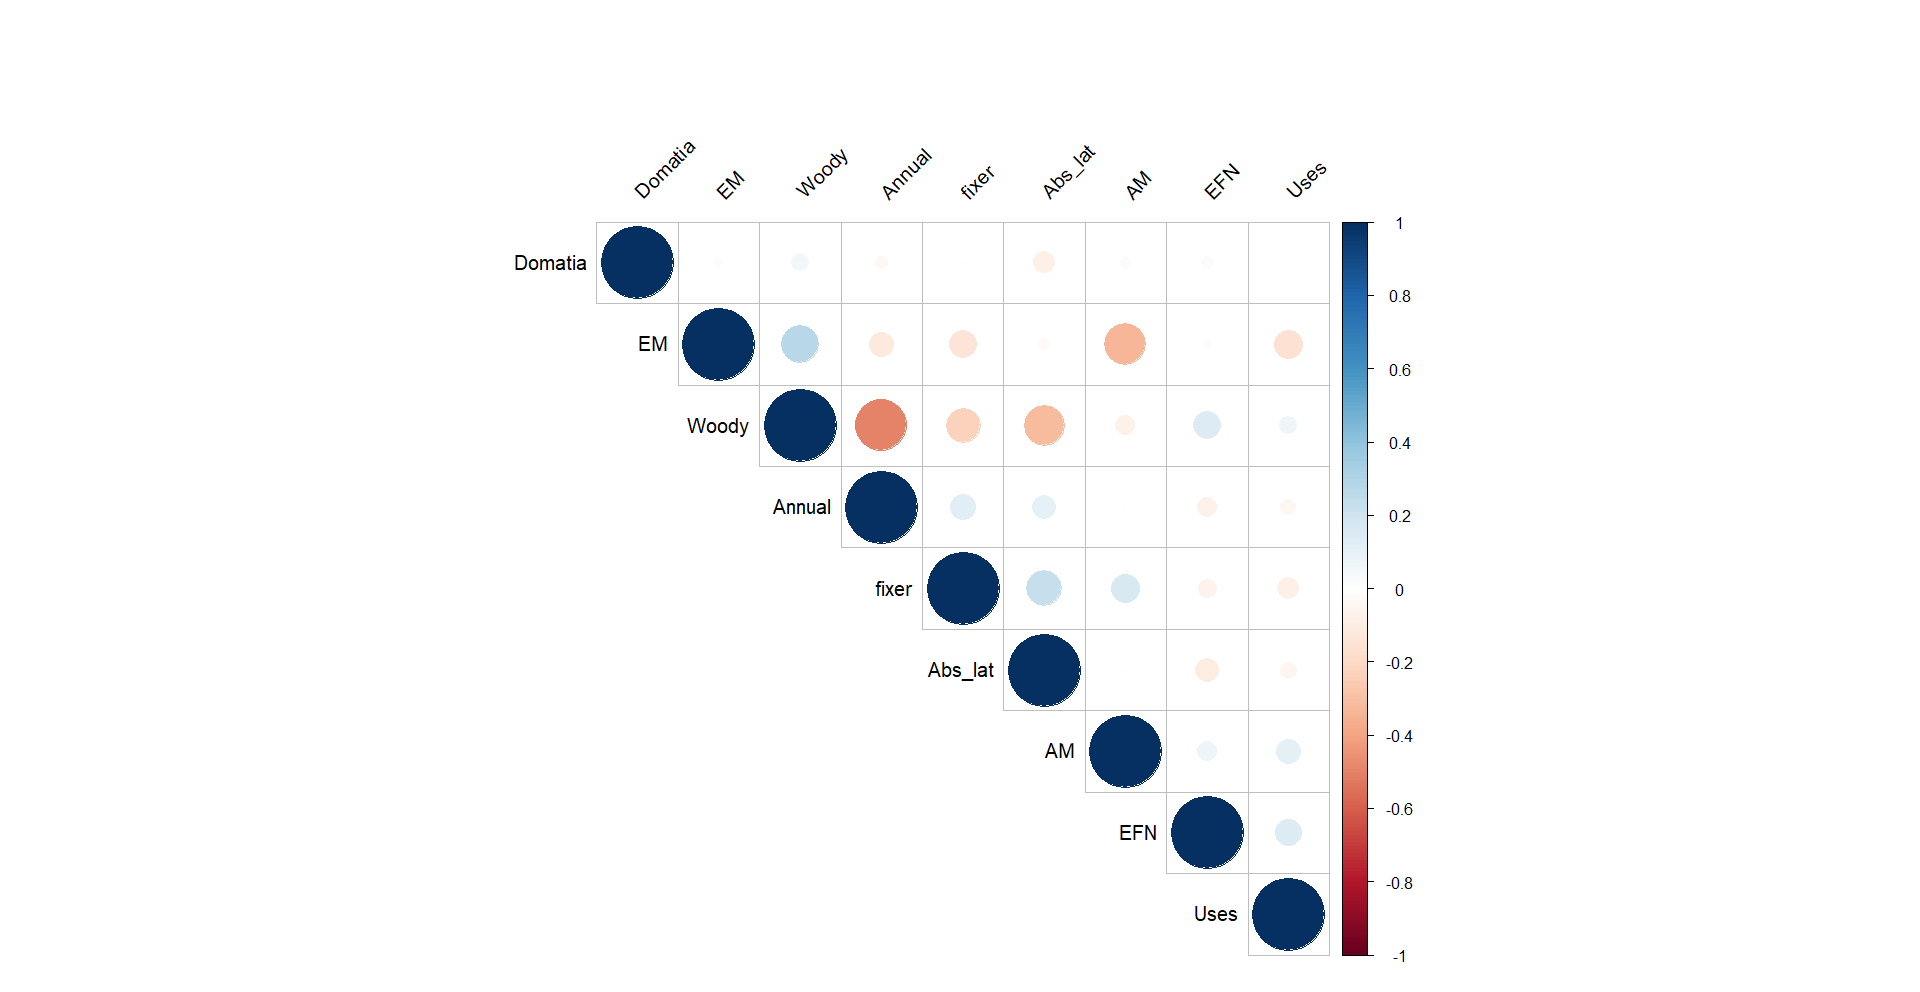 Domatia EM Woody Annual fixer Abs_lat AM EFN Uses
Domatia
EM
Woody
Annual
fixer
Abs_lat
AM
EFN
Uses
1
0.8
0.6
0.4
0.2
0
-0.2
-0.4
-0.6
-0.8
-1